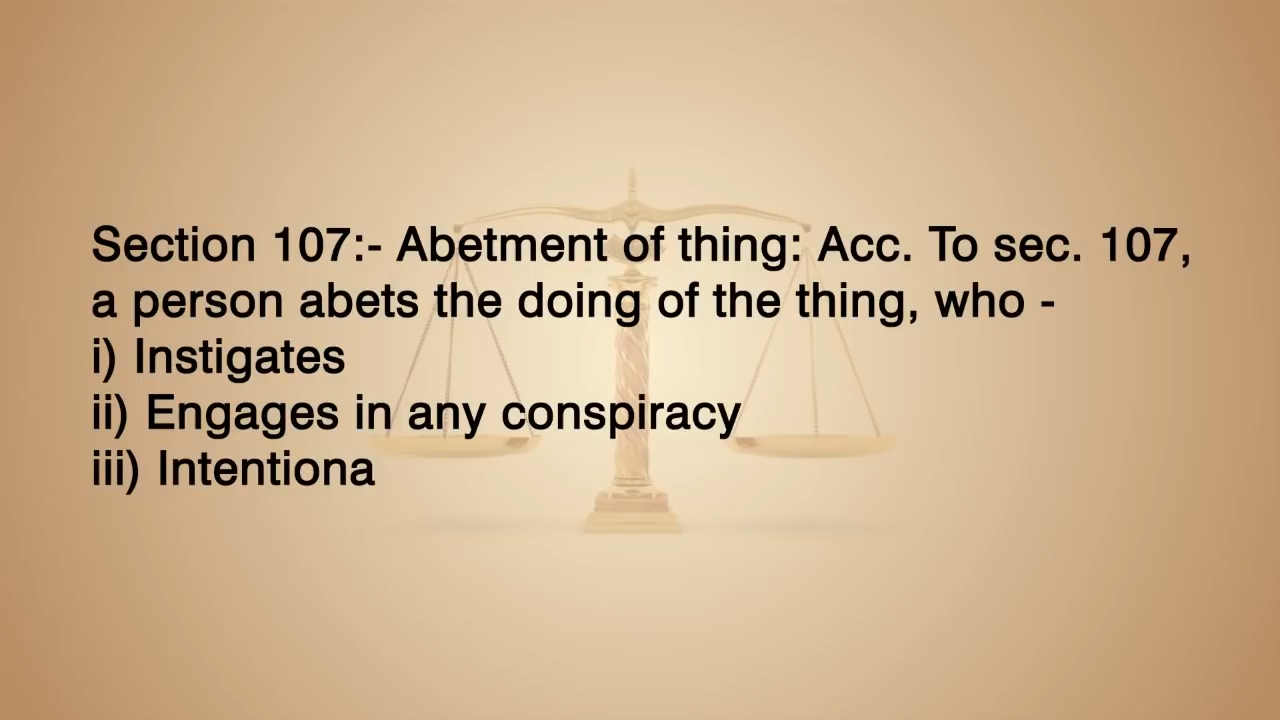 Section 107:- Abetment of thing: Acc. To sec. 107,
a person abets the doing of the thing, who -
i) Instigates
ii) Engages in any conspiracy
iii) Intentiona